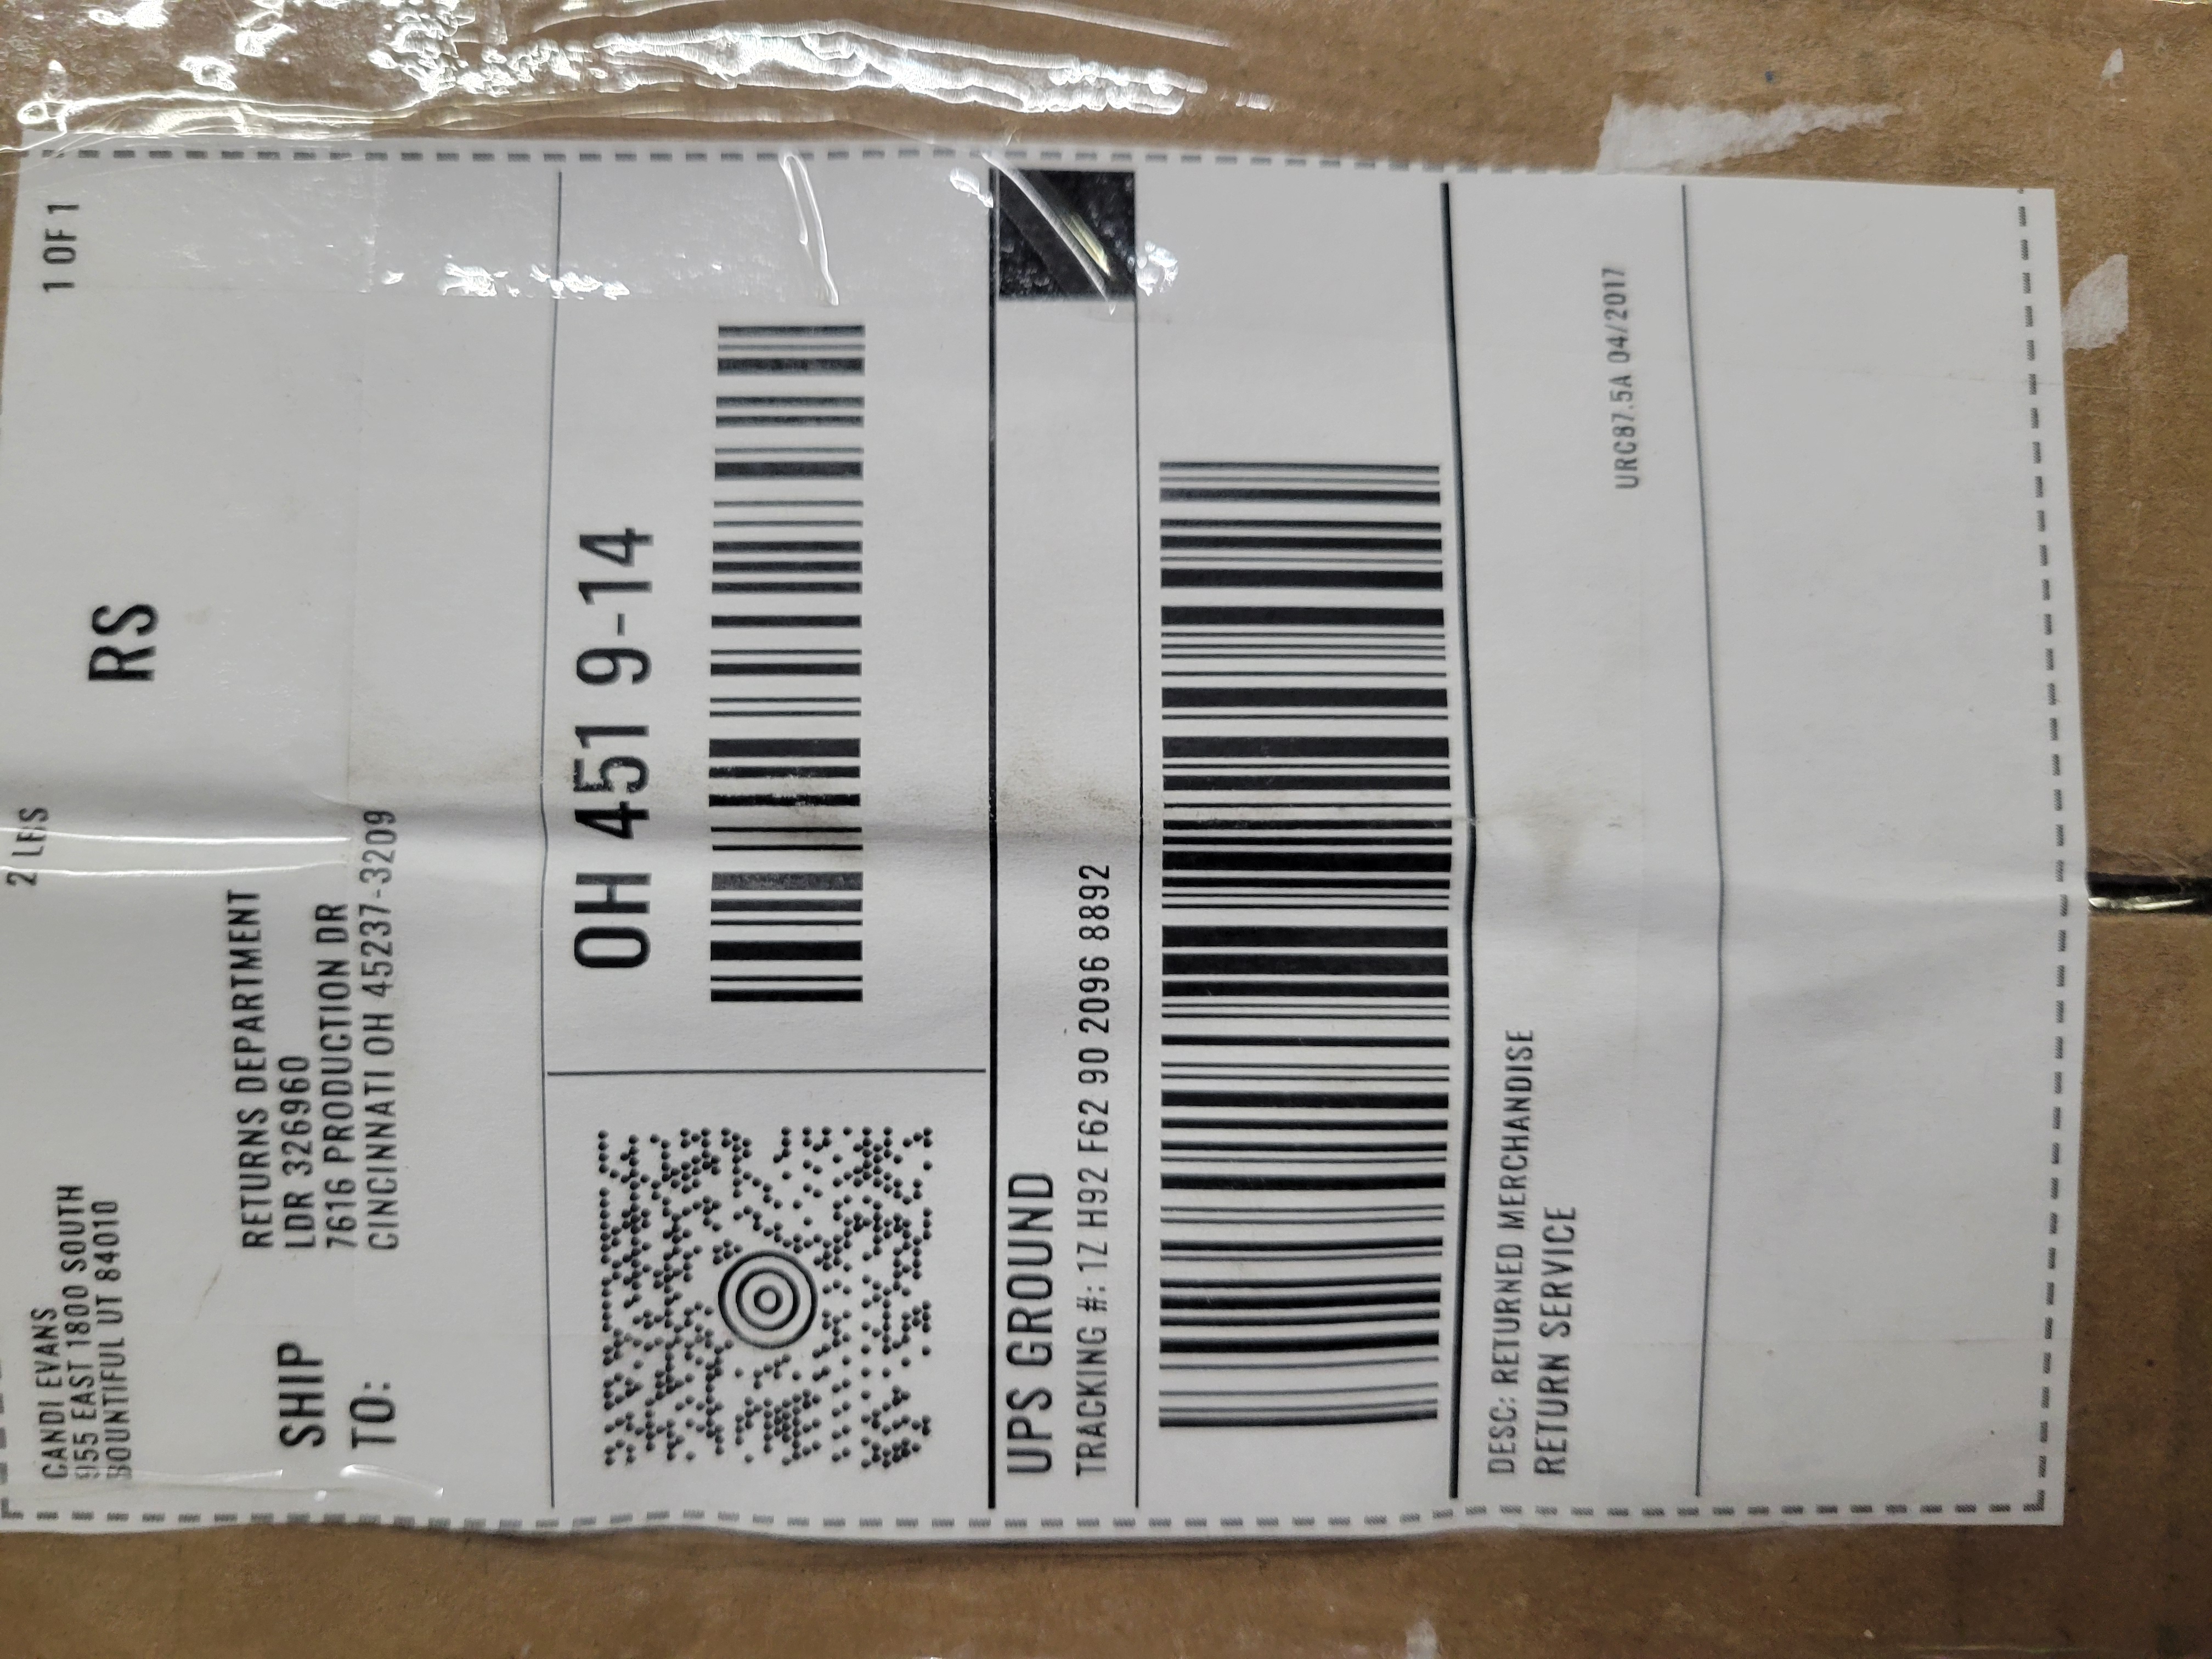 CANDI EVANS
955 EAST 1800 SOUTH
BOUNTIFUL UT 84010
2 LBS
1 OF 1
RS
SHIP
TO:
RETURNS DEPARTMENT
LDR 326960
7616 PRODUCTION DR
CINCINNATI OH 45237-3209
OH 451 9-14
UPS GROUND
TRACKING #: 1Z H92 F62 90 2096 8892
DESC: RETURNED MERCHANDISE
RETURN SERVICE
URC87.5A 04/2017